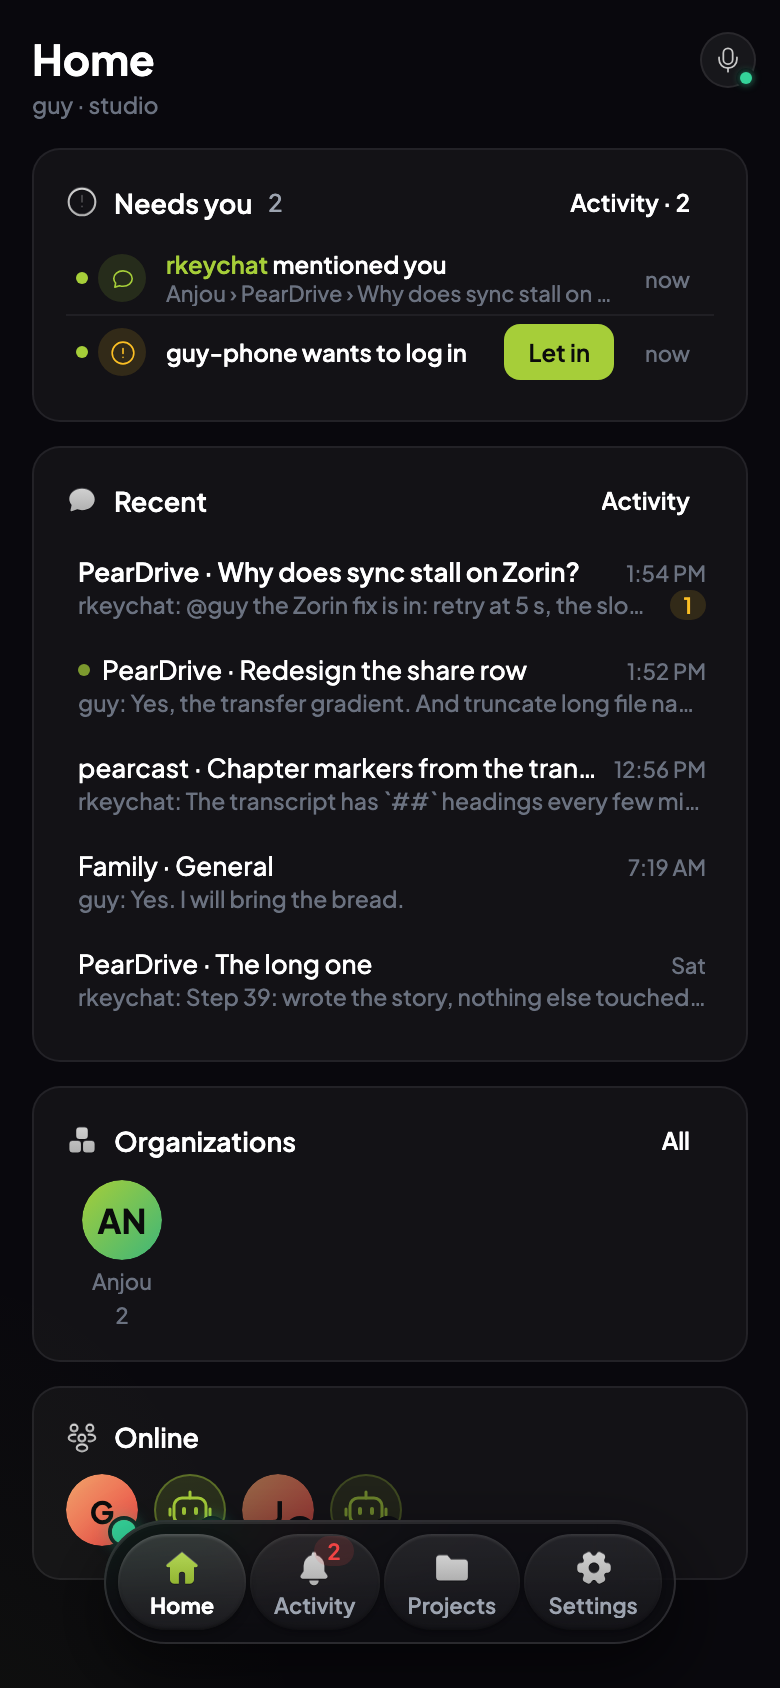 Home
guy · studio
Needs you 2
Activity · 2
rkeychat mentioned you
Anjou › PearDrive › Why does sync stall on ...
now
guy-phone wants to log in
Let in
now
Recent
Activity
PearDrive · Why does sync stall on Zorin?
1:54 PM
rkeychat: @guy the Zorin fix is in: retry at 5 s, the slo...
1
PearDrive · Redesign the share row
1:52 PM
guy: Yes, the transfer gradient. And truncate long file na...
pearcast · Chapter markers from the tran...
12:56 PM
rkeychat: The transcript has `##` headings every few mi...
Family · General
7:19 AM
guy: Yes. I will bring the bread.
PearDrive · The long one
Sat
rkeychat: Step 39: wrote the story, nothing else touched...
Organizations
All
AN
Anjou
2
Online
G
2
Home
Activity
Projects
Settings